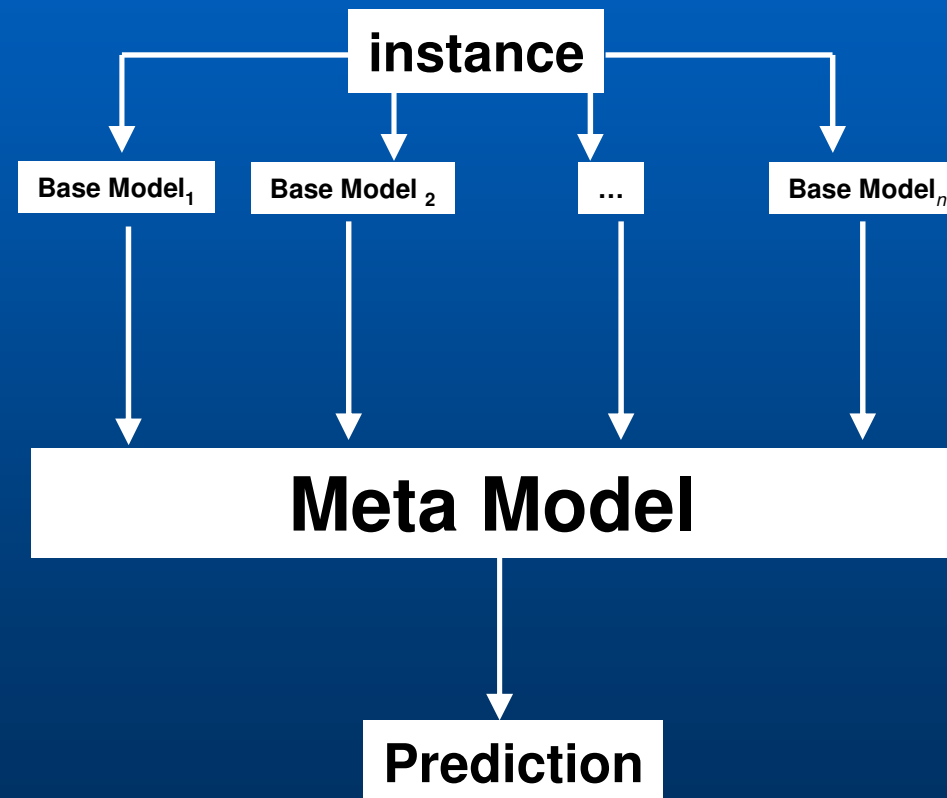 instance
Base Model₁
Base Model ₂
...
Base Modelₙ
Meta Model
Prediction